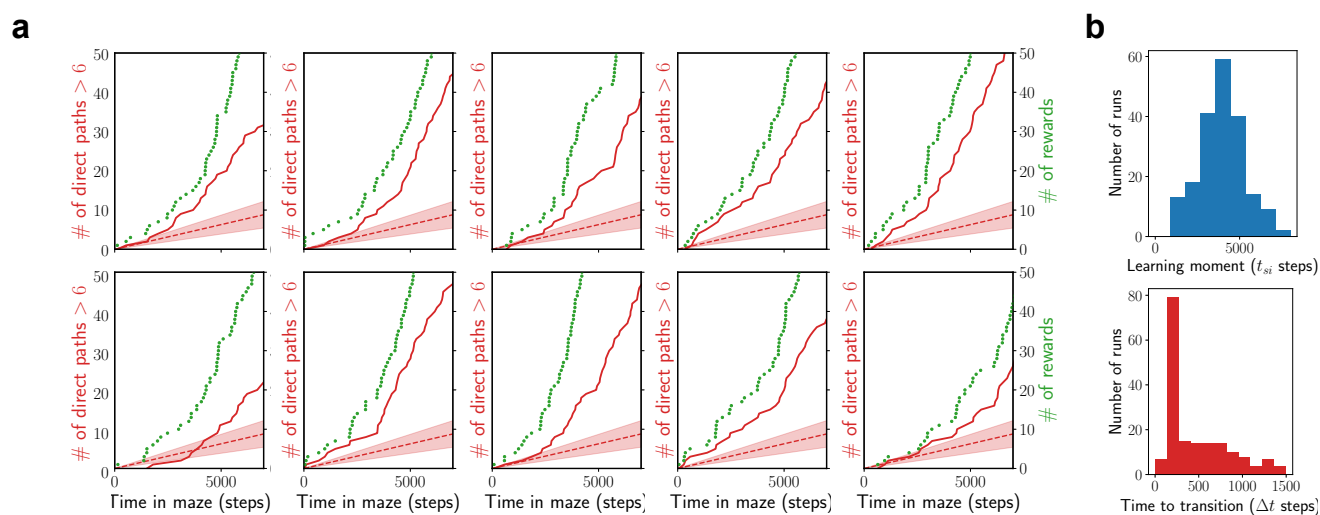 a
50
40
30
20
10
0
# of direct paths > 6
# of direct paths > 6
# of direct paths > 6
# of direct paths > 6
# of direct paths > 6
50
40
30
20
10
0
# of rewards
50
40
30
20
10
0
# of direct paths > 6
# of direct paths > 6
# of direct paths > 6
# of direct paths > 6
# of direct paths > 6
50
40
30
20
10
0
# of rewards
0 5000
0 5000
0 5000
0 5000
0 5000
Time in maze (steps)
Time in maze (steps)
Time in maze (steps)
Time in maze (steps)
Time in maze (steps)
b
60
40
20
0
Number of runs
0 5000
Learning moment (t_si steps)
80
60
40
20
0
Number of runs
0 500 1000 1500
Time to transition (Δt steps)